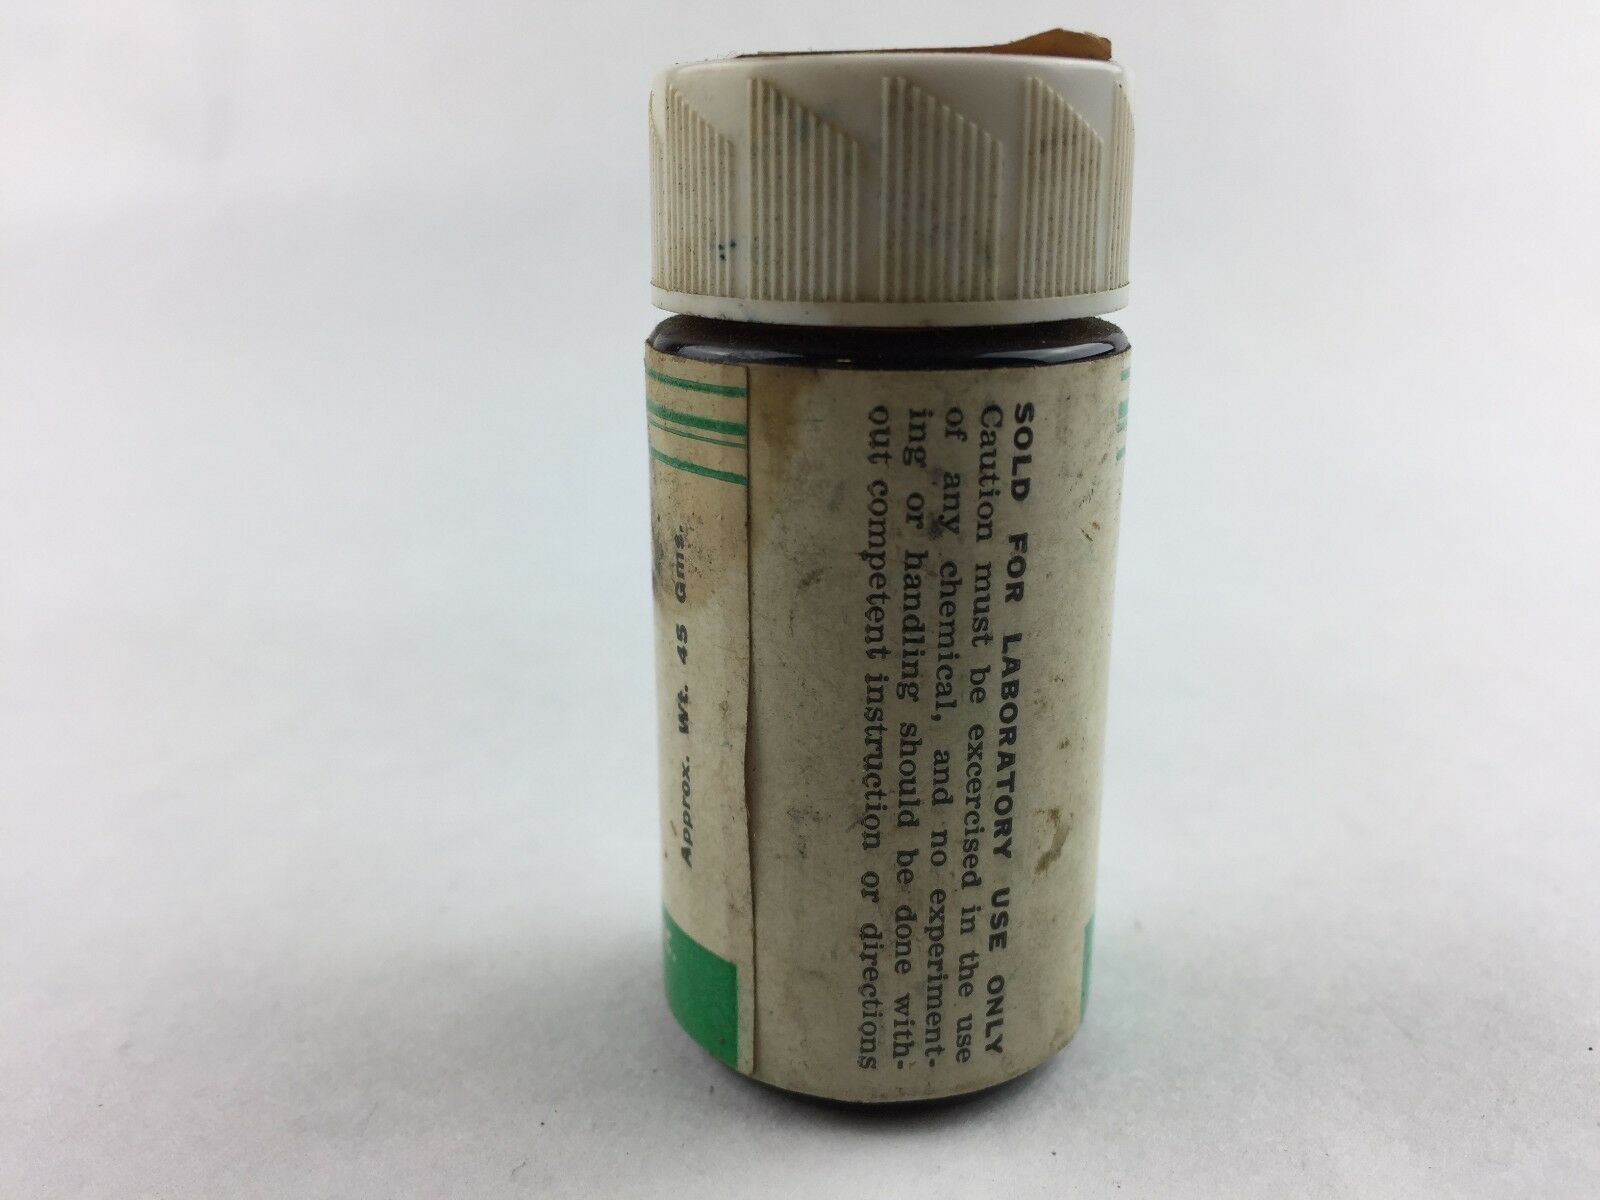 SOLD FOR LABORATORY USE ONLY
Caution must be excercised in the use
of any chemical, and no experiment-
ing or handling should be done with-
out competent instruction or directions
Approx. Wt. 45 Gms.